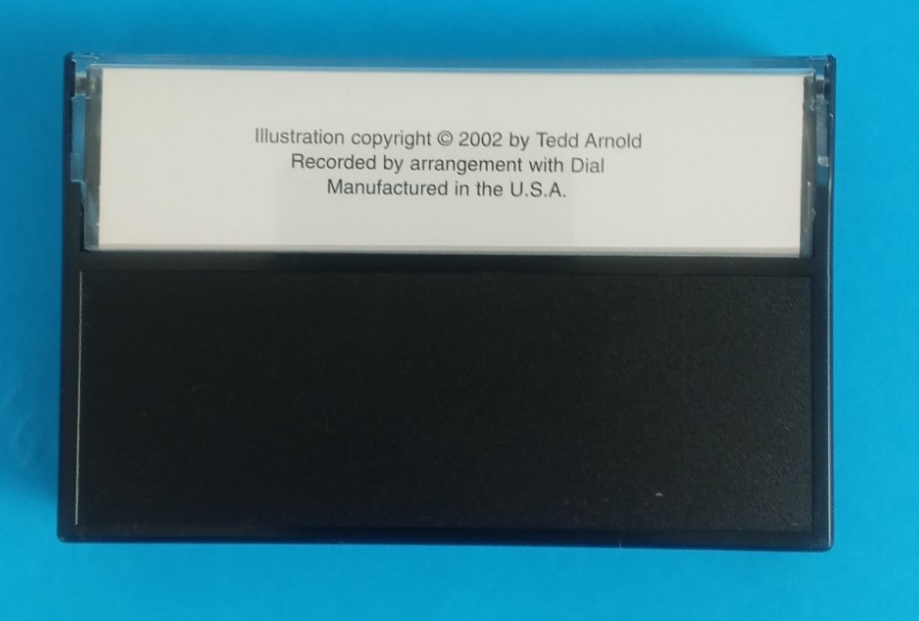 Illustration copyright © 2002 by Tedd Arnold
Recorded by arrangement with Dial
Manufactured in the U.S.A.